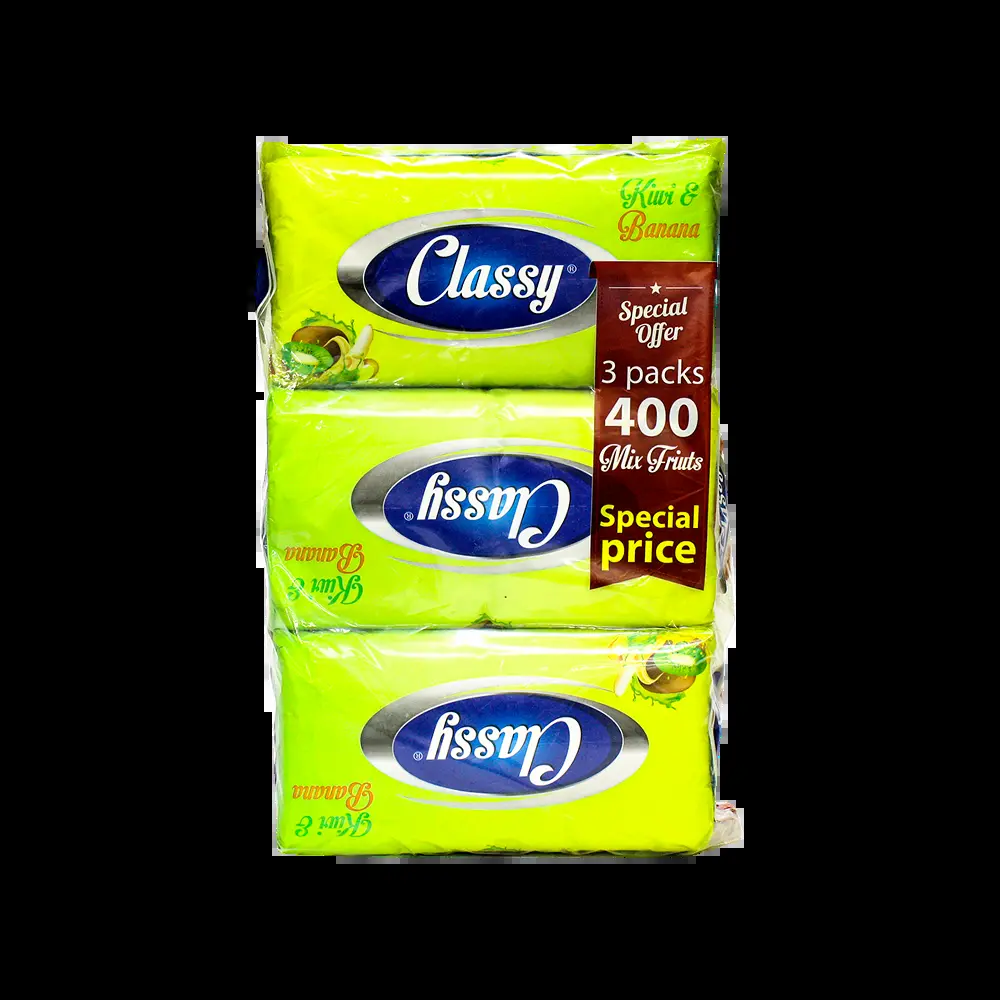 Kiwi &
Banana
Classy®
Special
Offer
3 packs
400
Mix Friuts
Special
price
Classy®
Banana
Kiwi &
Classy®
Banana
Kiwi &